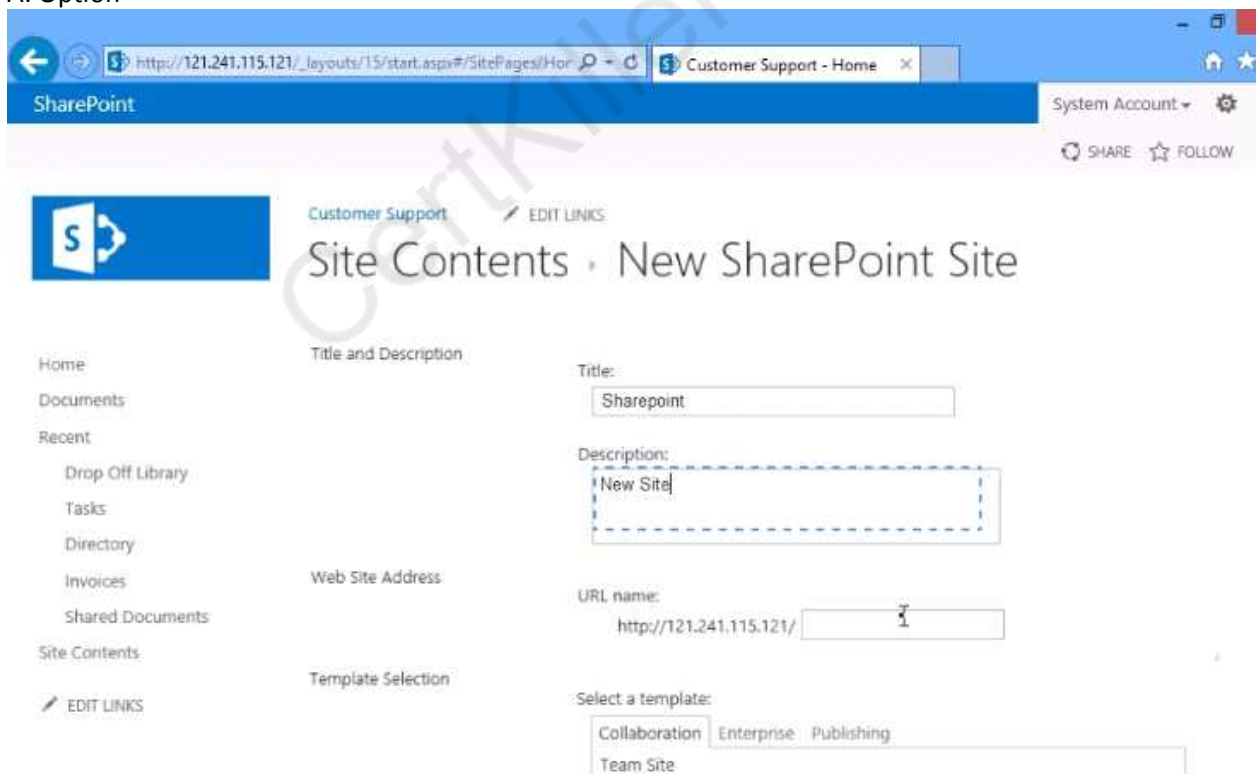 A. Option
http://121.241.115.121/_layouts/15/start.aspx#/SitePages/Hor
Customer Support - Home
SharePoint
System Account
SHARE FOLLOW
S
Customer Support EDIT LINKS
Site Contents New SharePoint Site
Home
Documents
Recent
Drop Off Library
Tasks
Directory
Invoices
Shared Documents
Site Contents
EDIT LINKS
Title and Description
Title:
Sharepoint
Description:
New Site
Web Site Address
URL name:
http://121.241.115.121/
Template Selection
Select a template:
Collaboration Enterprise Publishing
Team Site
CertKiller